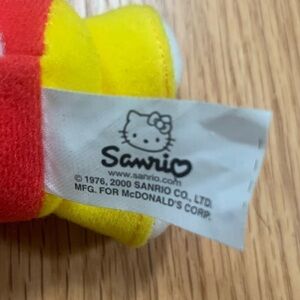 Sanrio
www.sanrio.com
© 1976, 2000 SANRIO CO., LTD.
MFG. FOR McDONALD'S CORP.